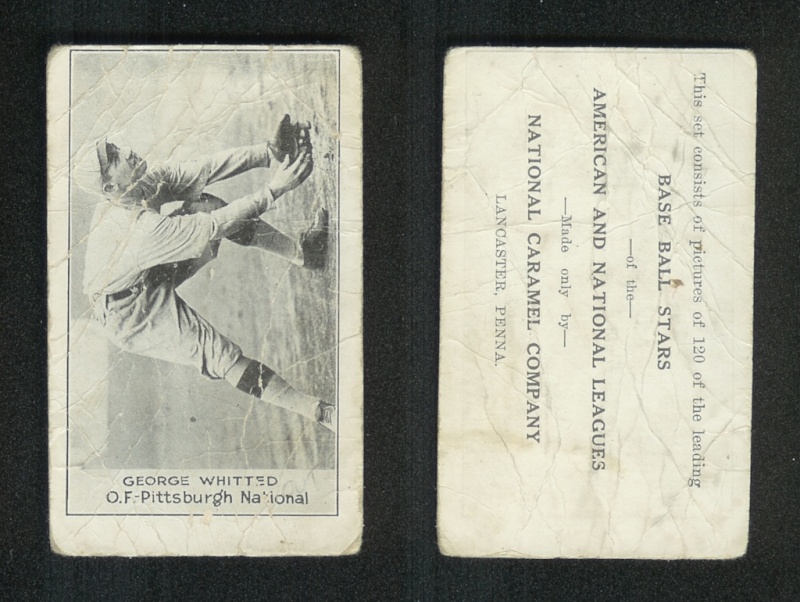 GEORGE WHITTED
O.F.-Pittsburgh National
This set consists of pictures of 120 of the leading
BASE BALL STARS
—of the—
AMERICAN AND NATIONAL LEAGUES
—Made only by—
NATIONAL CARAMEL COMPANY
LANCASTER, PENNA.